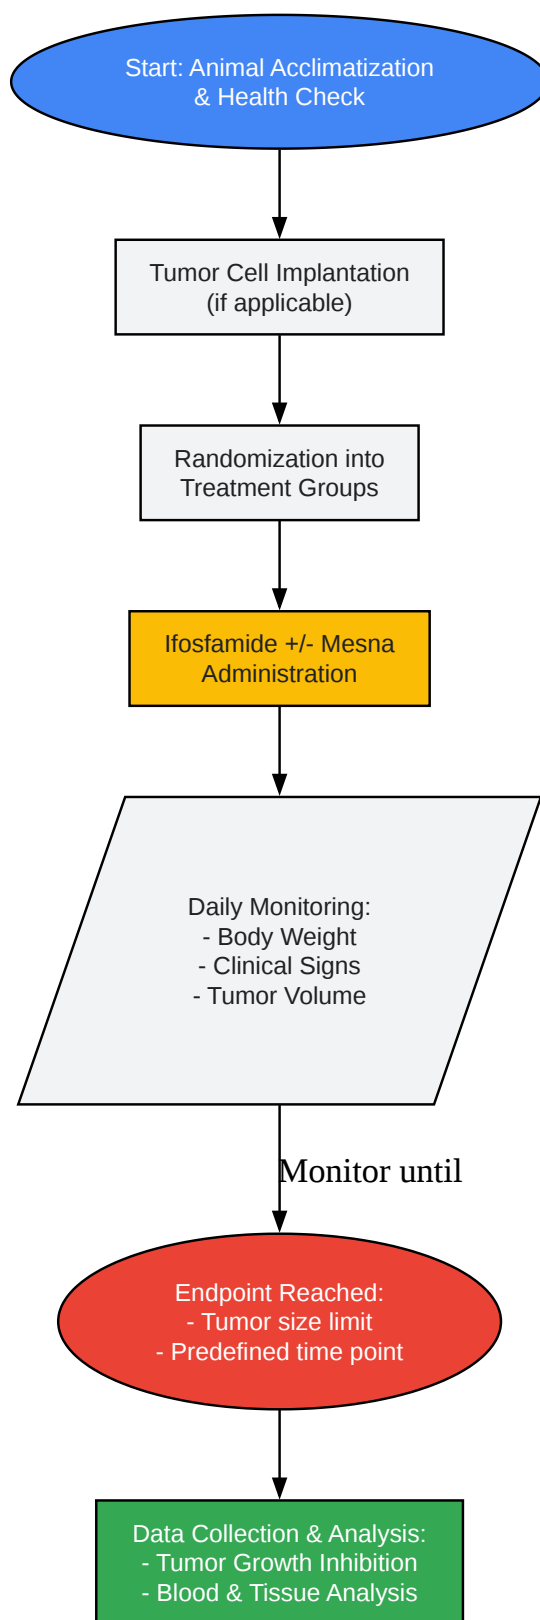 Start: Animal Acclimatization
& Health Check
Tumor Cell Implantation
(if applicable)
Randomization into
Treatment Groups
Ifosfamide +/- Mesna
Administration
Daily Monitoring:
- Body Weight
- Clinical Signs
- Tumor Volume
Monitor until
Endpoint Reached:
- Tumor size limit
- Predefined time point
Data Collection & Analysis:
- Tumor Growth Inhibition
- Blood & Tissue Analysis